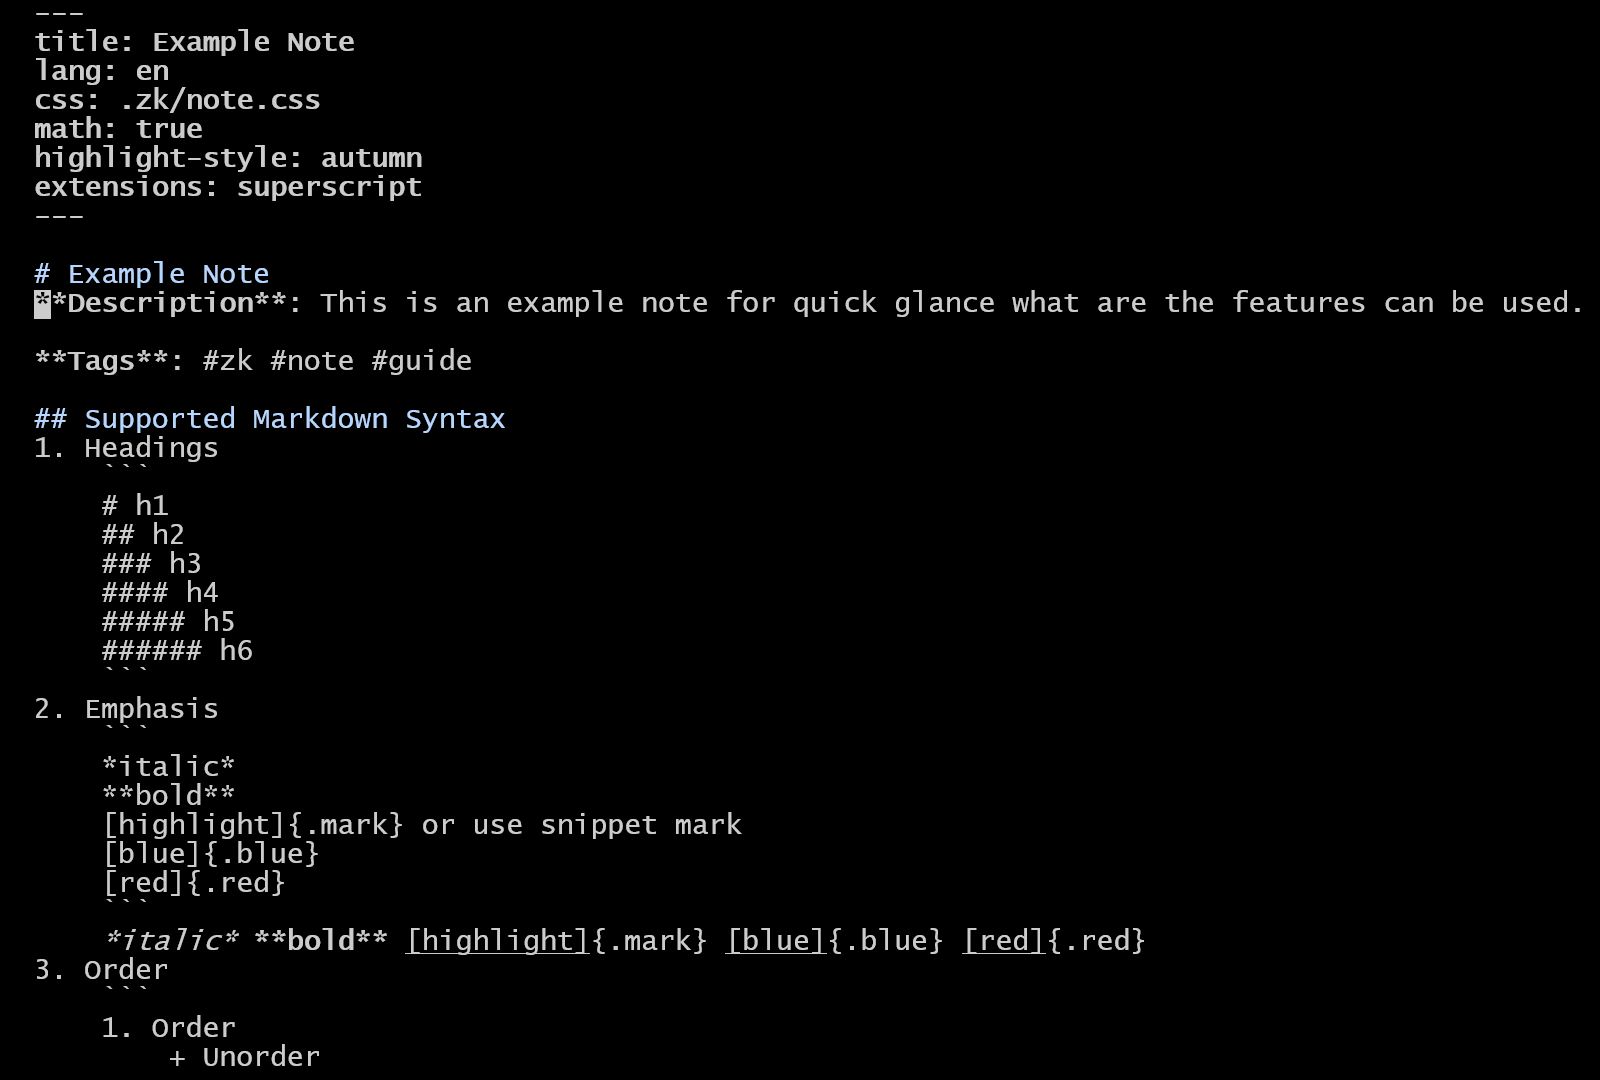 ---
title: Example Note
lang: en
css: .zk/note.css
math: true
highlight-style: autumn
extensions: superscript
---
# Example Note
**Description**: This is an example note for quick glance what are the features can be used.
**Tags**: #zk #note #guide
## Supported Markdown Syntax
1. Headings
    ```
    # h1
    ## h2
    ### h3
    #### h4
    ##### h5
    ###### h6
    ```
2. Emphasis
    ```
    *italic*
    **bold**
    [highlight]{.mark} or use snippet mark
    [blue]{.blue}
    [red]{.red}
    ```
    *italic* **bold** [highlight]{.mark} [blue]{.blue} [red]{.red}
3. Order
    ```
    1. Order
        + Unorder